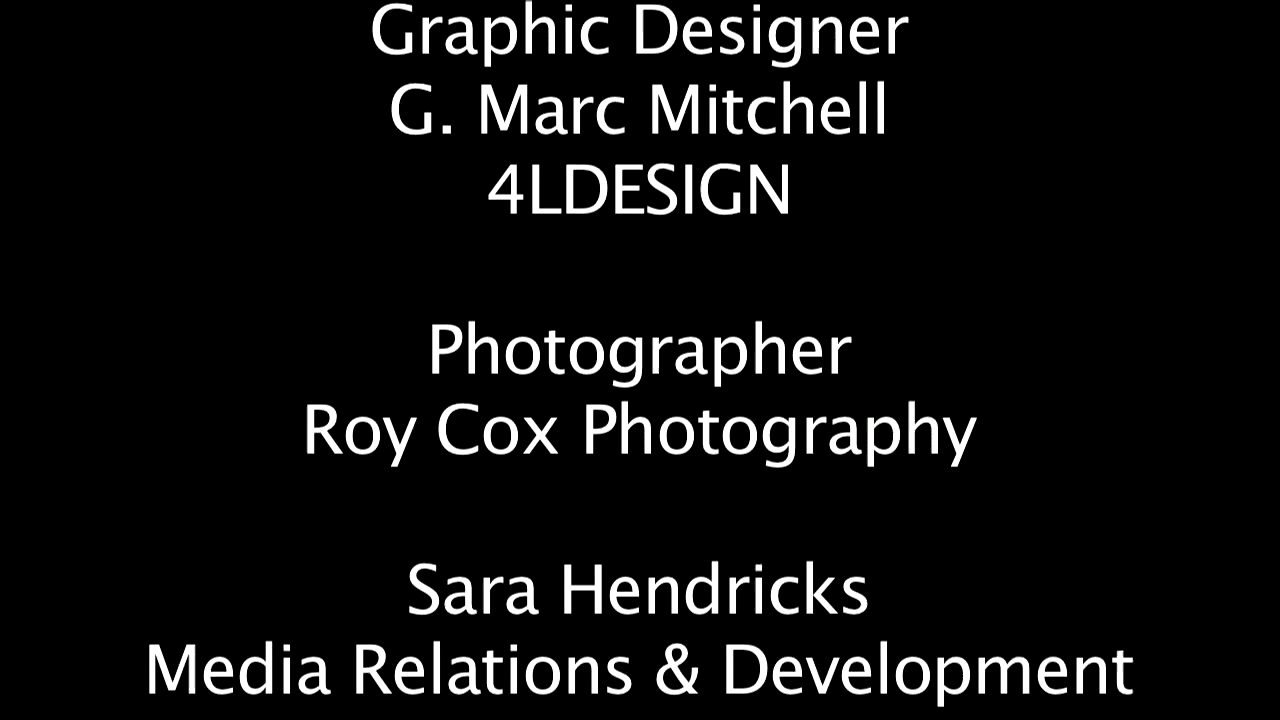 Graphic Designer
G. Marc Mitchell
4LDESIGN
Photographer
Roy Cox Photography
Sara Hendricks
Media Relations & Development